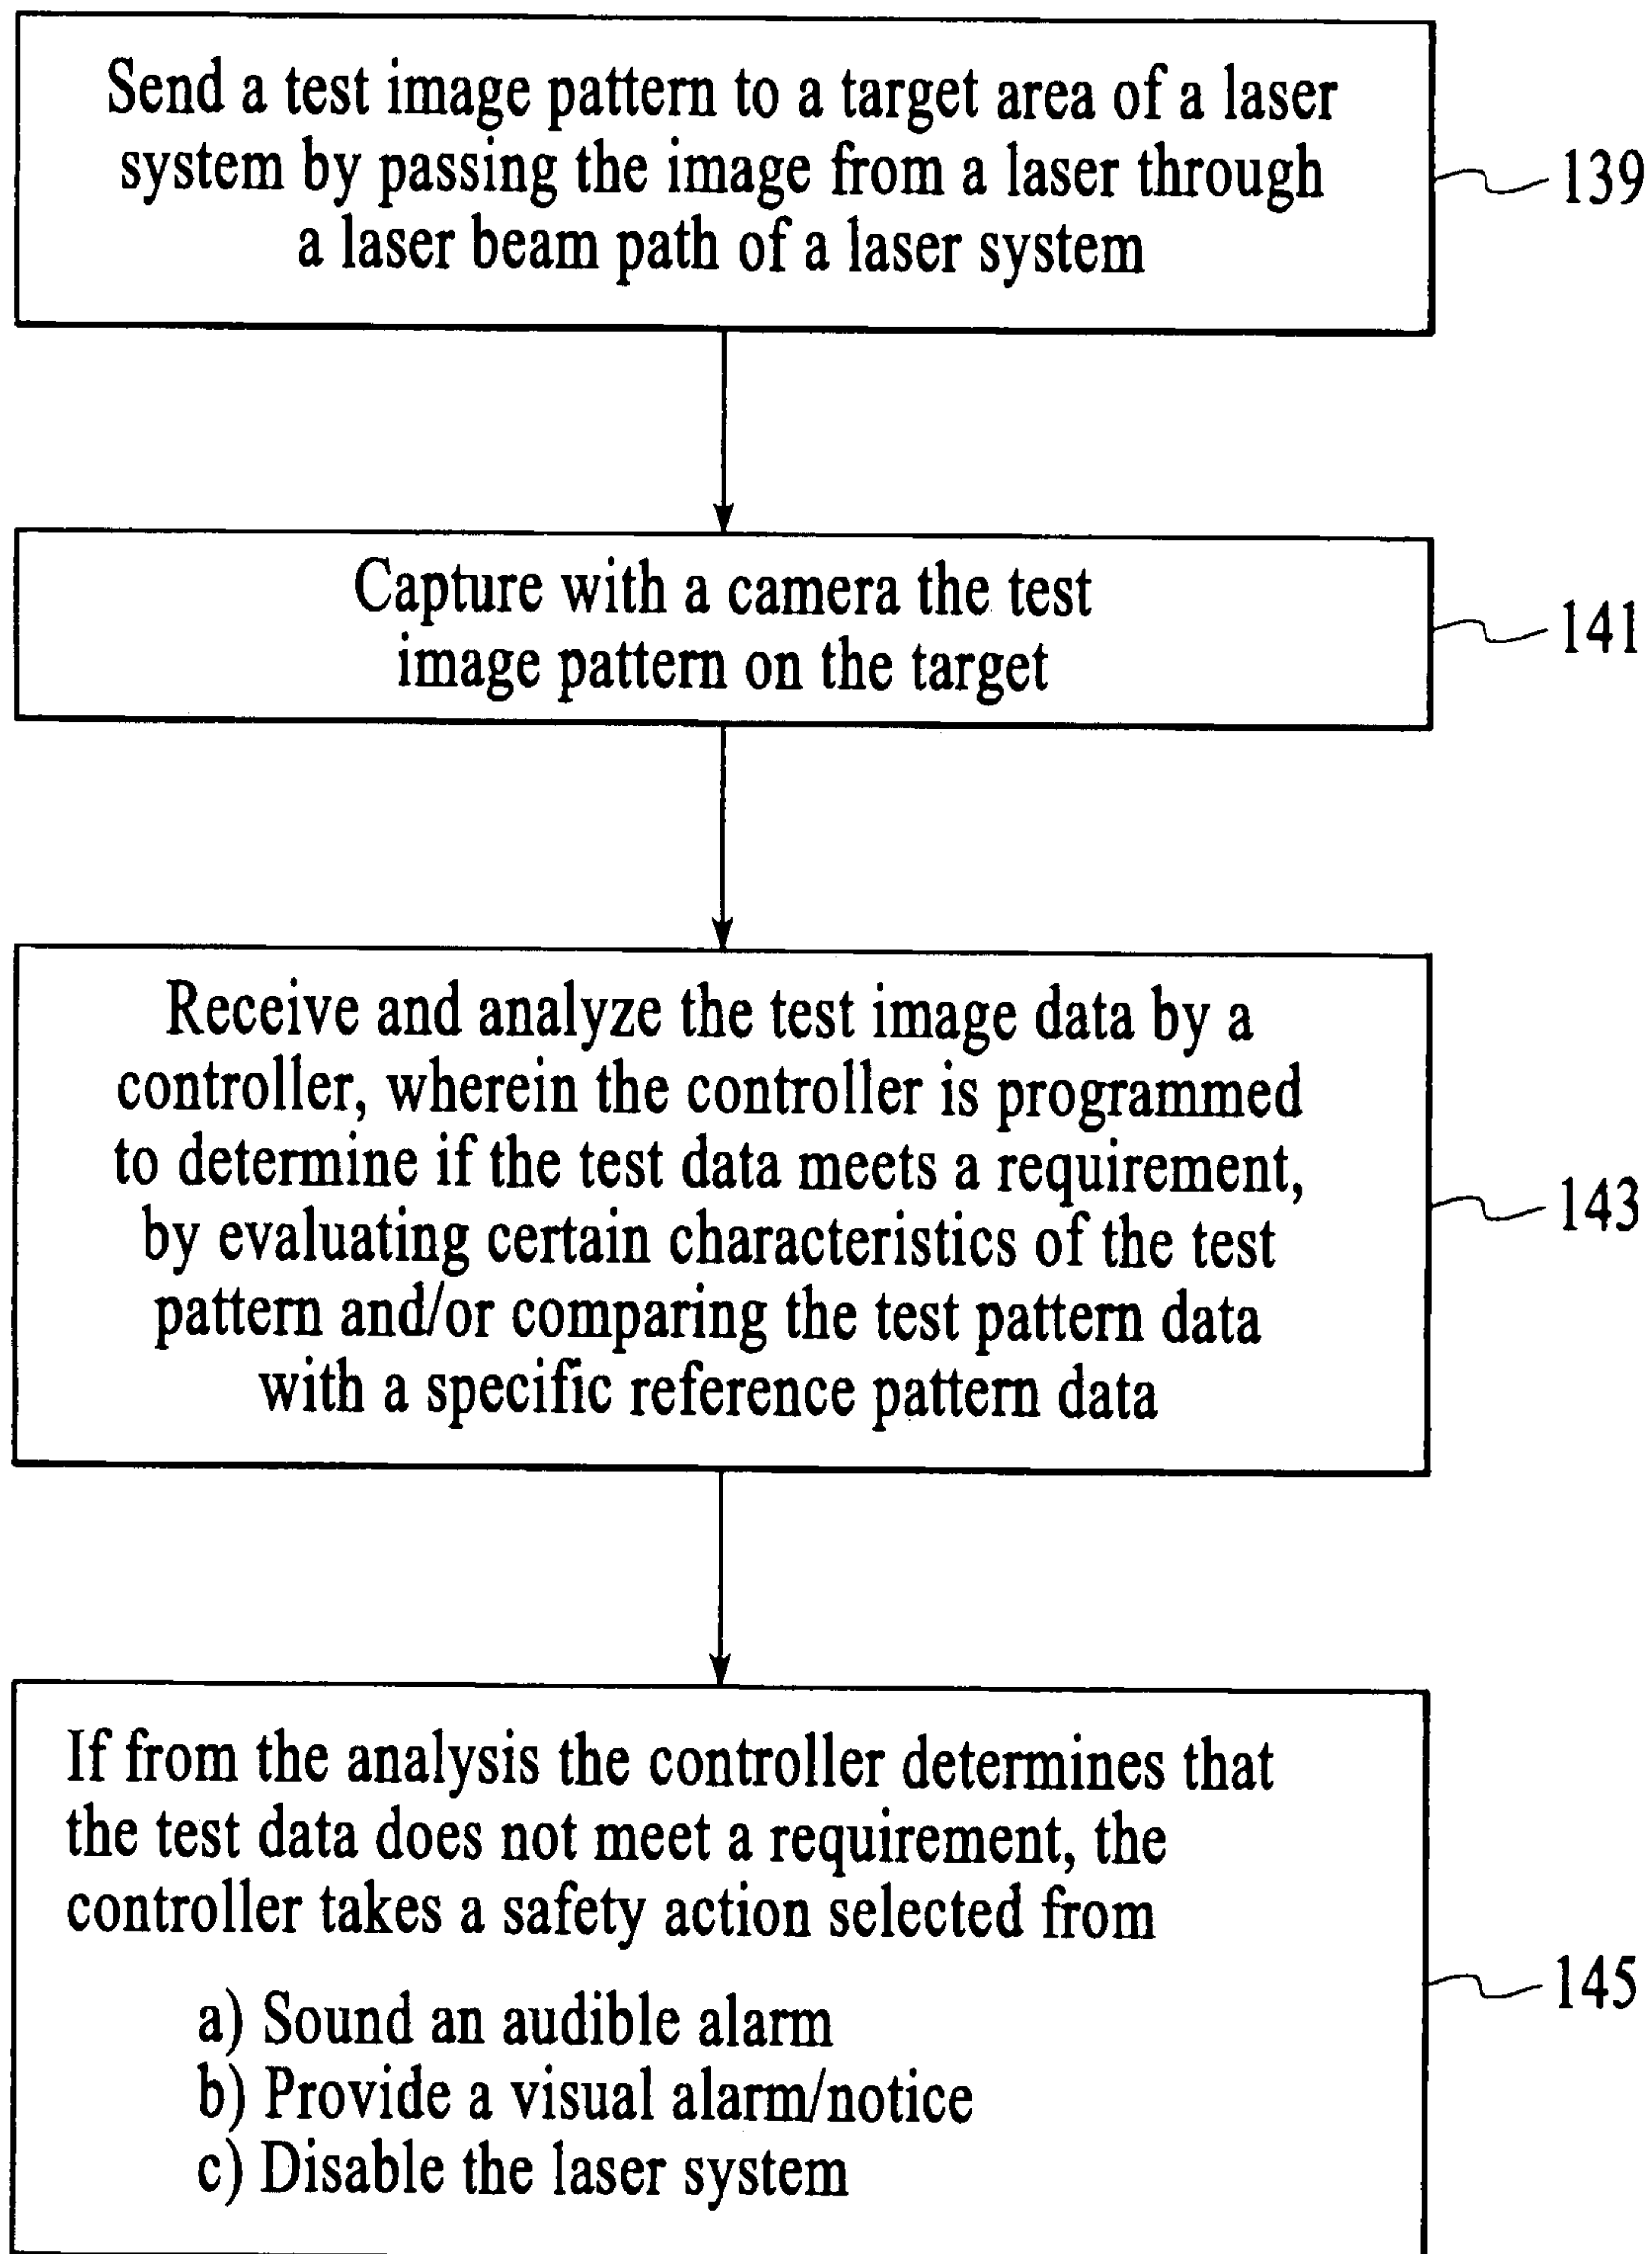 Send a test image pattern to a target area of a laser
system by passing the image from a laser through
a laser beam path of a laser system
139
Capture with a camera the test
image pattern on the target
141
Receive and analyze the test image data by a
controller, wherein the controller is programmed
to determine if the test data meets a requirement,
by evaluating certain characteristics of the test
pattern and/or comparing the test pattern data
with a specific reference pattern data
143
If from the analysis the controller determines that
the test data does not meet a requirement, the
controller takes a safety action selected from
a) Sound an audible alarm
b) Provide a visual alarm/notice
c) Disable the laser system
145